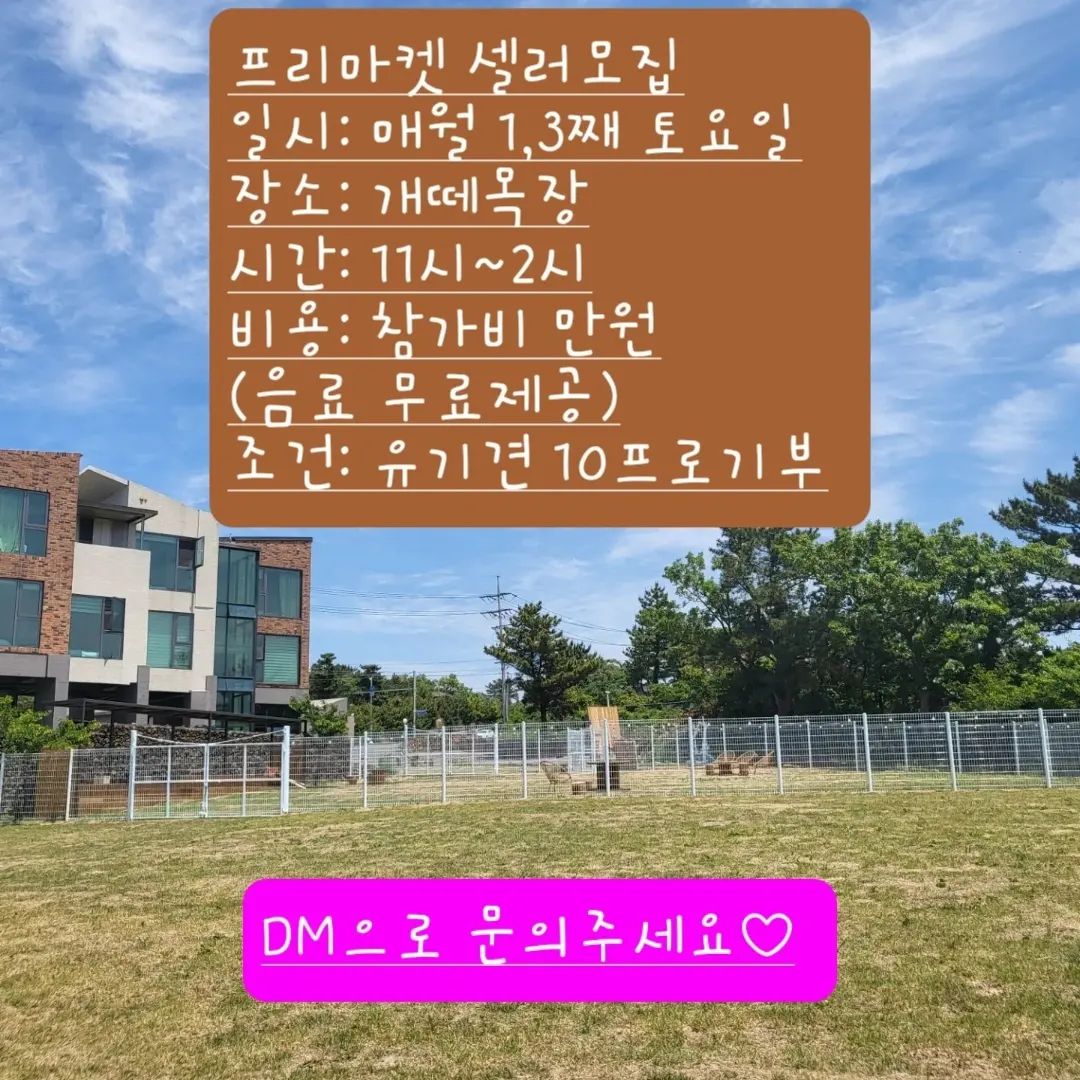 프리마켓 셀러모집
일시: 매월 1,3째 토요일
장소: 개떼목장
시간: 11시~2시
비용: 참가비 만원
(음료 무료제공)
조건: 유기견 10프로기부
DM으로 문의주세요♡